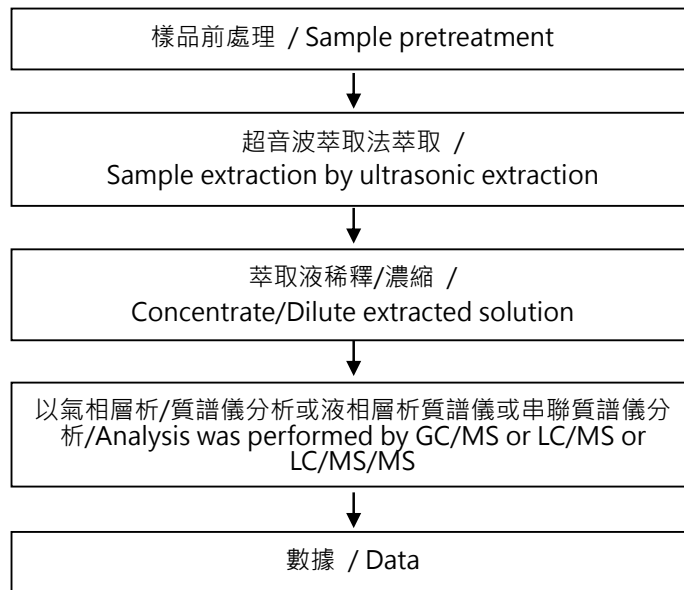 樣品前處理 / Sample pretreatment
超音波萃取法萃取 /
Sample extraction by ultrasonic extraction
萃取液稀釋/濃縮 /
Concentrate/Dilute extracted solution
以氣相層析/質譜儀分析或液相層析質譜儀或串聯質譜儀分
析/Analysis was performed by GC/MS or LC/MS or
LC/MS/MS
數據 / Data